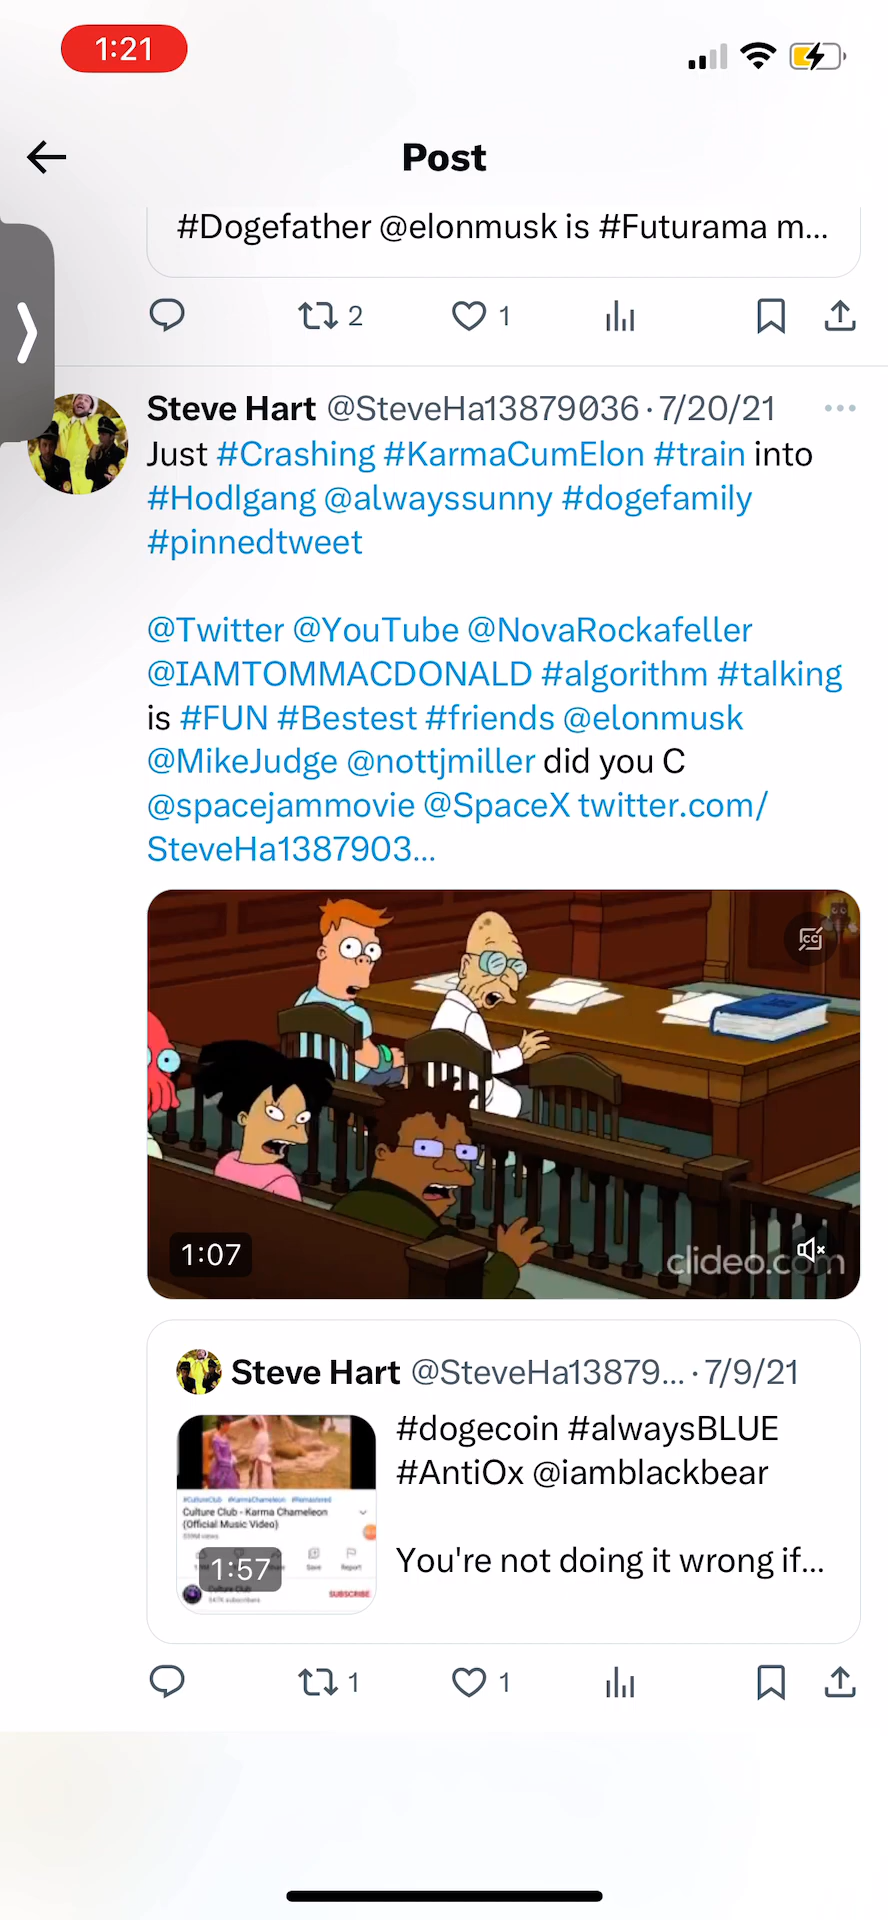 1:21
Post
#Dogefather @elonmusk is #Futurama m...
2
1
Steve Hart @SteveHa13879036 · 7/20/21
Just #Crashing #KarmaCumElon #train into
#Hodlgang @alwayssunny #dogefamily
#pinnedtweet
@Twitter @YouTube @NovaRockafeller
@IAMTOMMACDONALD #algorithm #talking
is #FUN #Bestest #friends @elonmusk
@MikeJudge @nottjmiller did you C
@spacejammovie @SpaceX twitter.com/
SteveHa1387903...
CC
1:07
clideo.com
Steve Hart @SteveHa13879... · 7/9/21
#dogecoin #alwaysBLUE
#AntiOx @iamblackbear
You're not doing it wrong if...
#CultureClub #KarmaChameleon #Remastered
Culture Club - Karma Chameleon
(Official Music Video)
Save Report
1:57
Culture Club
SUBSCRIBE
1
1